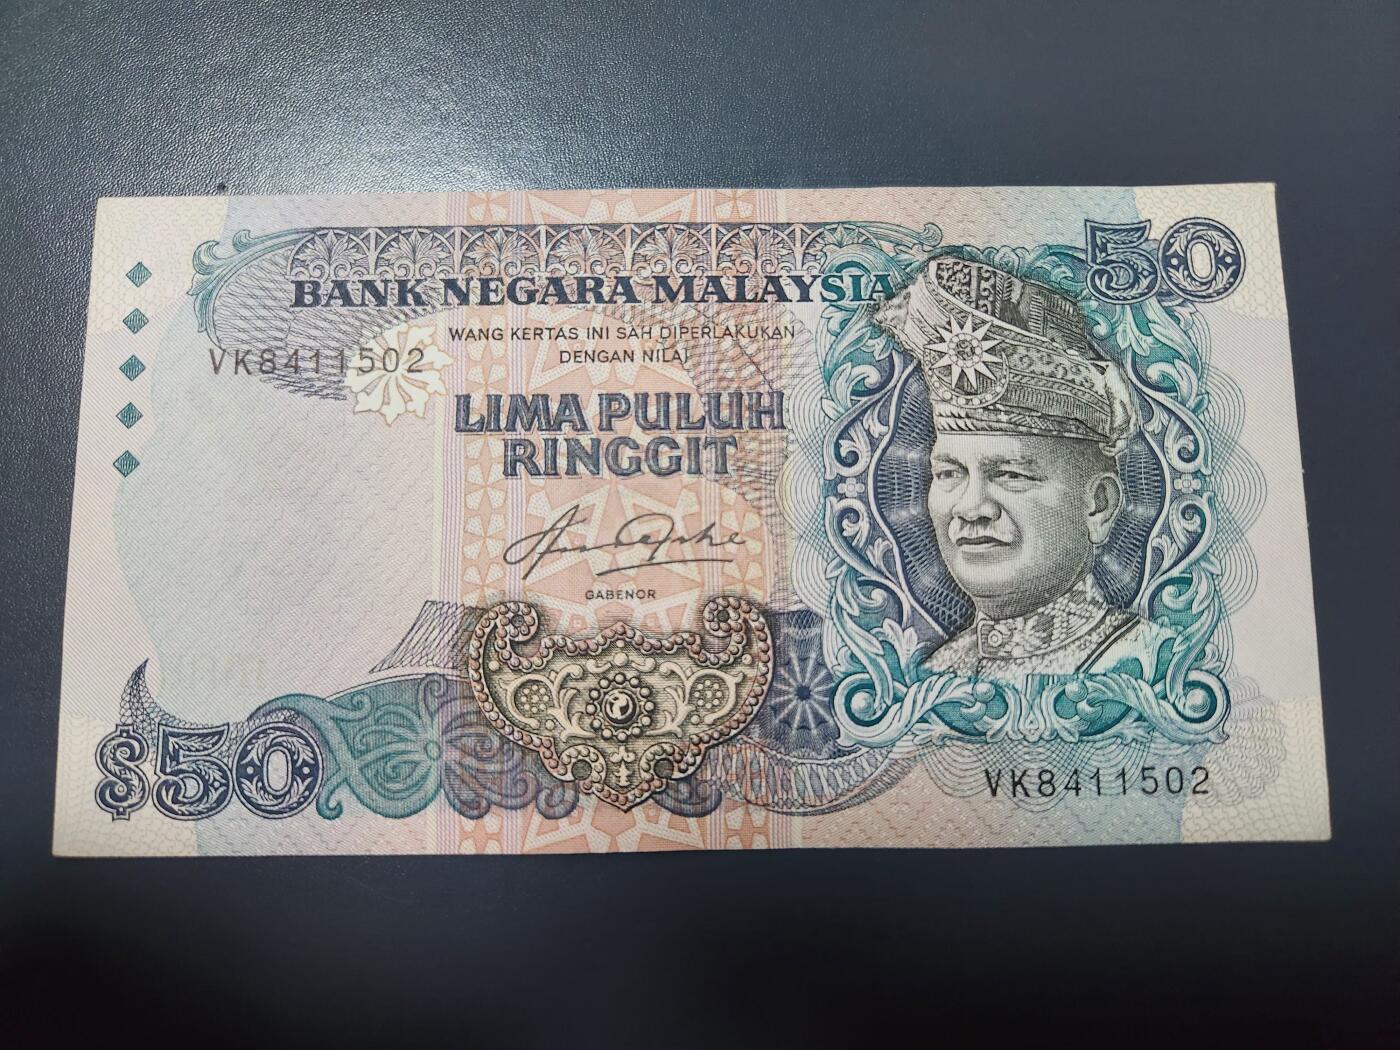 50
BANK NEGARA MALAYSIA
WANG KERTAS INI SAH DIPERLAKUKAN
DENGAN NILAI
VK8411502
LIMA PULUH
RINGGIT
GABENOR
$50
VK8411502